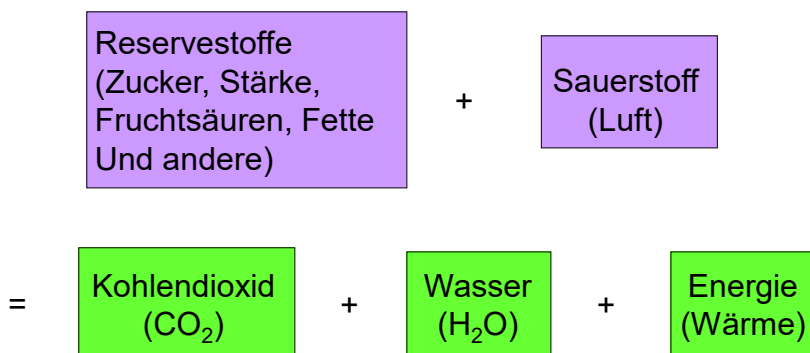 Reservestoffe
(Zucker, Stärke,
Fruchtsäuren, Fette
Und andere)
+
Sauerstoff
(Luft)
=
Kohlendioxid
(CO₂)
+
Wasser
(H₂O)
+
Energie
(Wärme)